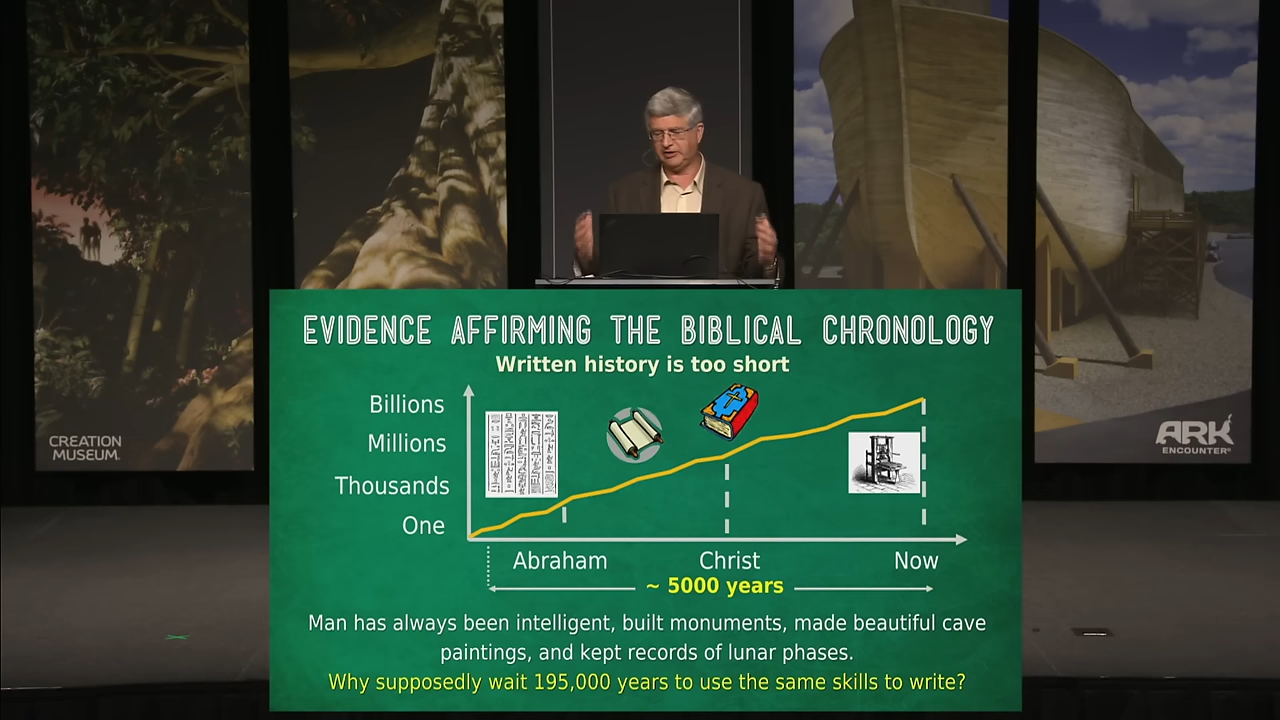 CREATION
MUSEUM
ARK
ENCOUNTER
EVIDENCE AFFIRMING THE BIBLICAL CHRONOLOGY
Written history is too short
Billions
Millions
Thousands
One
Abraham
Christ
Now
~ 5000 years
Man has always been intelligent, built monuments, made beautiful cave
paintings, and kept records of lunar phases.
Why supposedly wait 195,000 years to use the same skills to write?